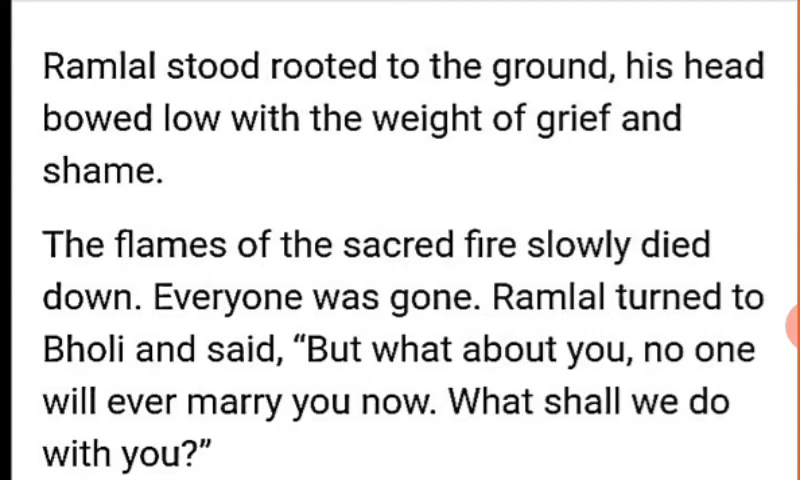 Ramlal stood rooted to the ground, his head
bowed low with the weight of grief and
shame.
The flames of the sacred fire slowly died
down. Everyone was gone. Ramlal turned to
Bholi and said, “But what about you, no one
will ever marry you now. What shall we do
with you?”